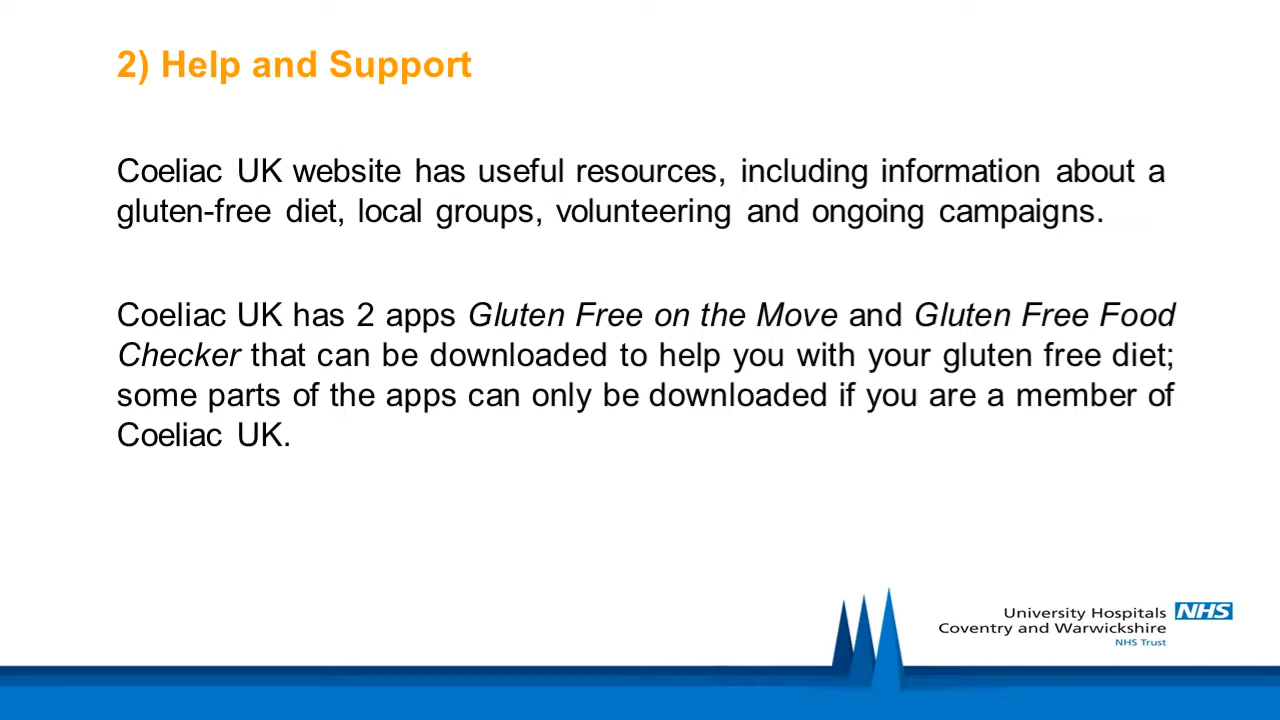 2) Help and Support
Coeliac UK website has useful resources, including information about a
gluten-free diet, local groups, volunteering and ongoing campaigns.
Coeliac UK has 2 apps Gluten Free on the Move and Gluten Free Food
Checker that can be downloaded to help you with your gluten free diet;
some parts of the apps can only be downloaded if you are a member of
Coeliac UK.
University Hospitals NHS
Coventry and Warwickshire
NHS Trust